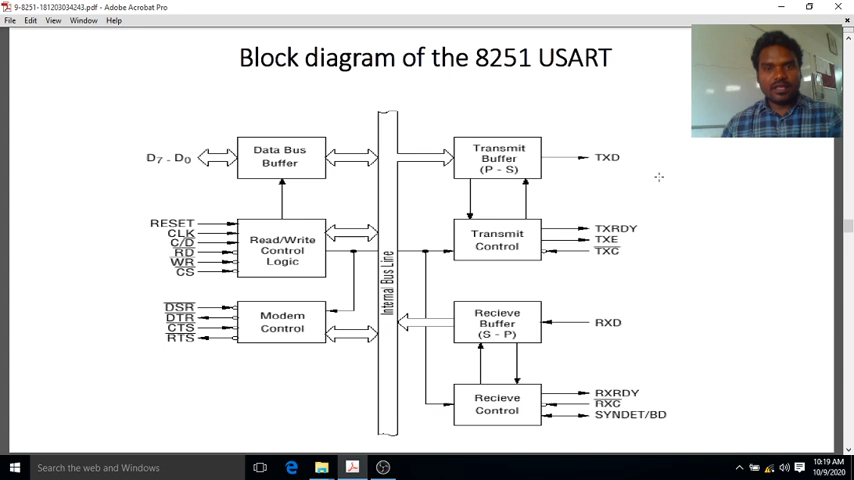 9-8251-181203034243.pdf - Adobe Acrobat Pro
File Edit View Window Help
Block diagram of the 8251 USART
D7 - D0
Data Bus
Buffer
Transmit
Buffer
(P - S)
TXD
RESET
CLK
C/D
RD
WR
CS
Read/Write
Control
Logic
Transmit
Control
TXRDY
TXE
TXC
Internal Bus Line
DSR
DTR
CTS
RTS
Modem
Control
Recieve
Buffer
(S - P)
RXD
Recieve
Control
RXRDY
RXC
SYNDET/BD
Search the web and Windows
10:19 AM
10/9/2020